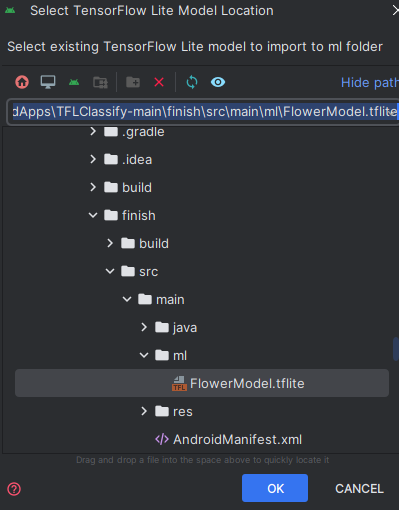 Select TensorFlow Lite Model Location
Select existing TensorFlow Lite model to import to ml folder
Hide path
dApps\TFLClassify-main\finish\src\main\ml\FlowerModel.tflite
.gradle
.idea
build
finish
build
src
main
java
ml
TFL FlowerModel.tflite
res
</> AndroidManifest.xml
Drag and drop a file into the space above to quickly locate it
? OK CANCEL